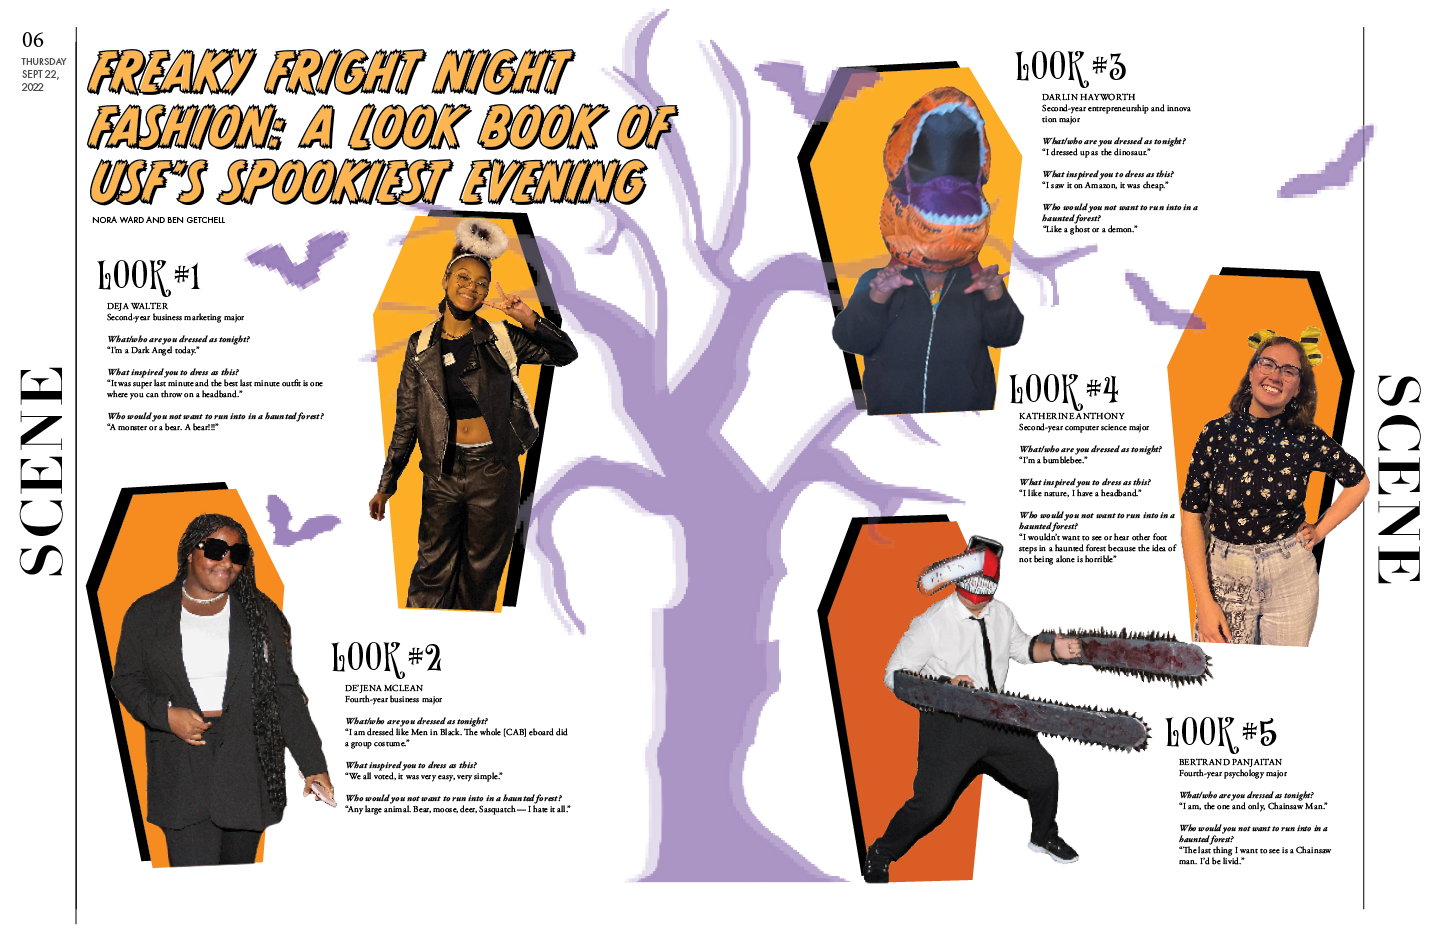 06
THURSDAY
SEPT 22,
2022
FREAKY FRIGHT NIGHT
FASHION: A LOOK BOOK OF
USF'S SPOOKIEST EVENING
NORA WARD AND BEN GETCHELL
SCENE
LOOK #1
DEJA WALTER
Second-year business marketing major
What/who are you dressed as tonight?
“I'm a Dark Angel today.”
What inspired you to dress as this?
“It was super last minute and the best last minute outfit is one
where you can throw on a headband.”
Who would you not want to run into in a haunted forest?
“A monster or a bear. A bear!!!”
LOOK #2
DE'JENA MCLEAN
Fourth-year business major
What/who are you dressed as tonight?
“I am dressed like Men in Black. The whole [CAB] eboard did
a group costume.”
What inspired you to dress as this?
“We all voted, it was very easy, very simple.”
Who would you not want to run into in a haunted forest?
“Any large animal. Bear, moose, deer, Sasquatch — I hate it all.”
LOOK #3
DARLIN HAYWORTH
Second-year entrepreneurship and innova
tion major
What/who are you dressed as tonight?
“I dressed up as the dinosaur.”
What inspired you to dress as this?
“I saw it on Amazon, it was cheap.”
Who would you not want to run into in a
haunted forest?
“Like a ghost or a demon.”
LOOK #4
KATHERINE ANTHONY
Second-year computer science major
What/who are you dressed as tonight?
“I'm a bumblebee.”
What inspired you to dress as this?
“I like nature, I have a headband.”
Who would you not want to run into in a
haunted forest?
“I wouldn't want to see or hear other foot
steps in a haunted forest because the idea of
not being alone is horrible”
LOOK #5
BERTRAND PANJAITAN
Fourth-year psychology major
What/who are you dressed as tonight?
“I am, the one and only, Chainsaw Man.”
Who would you not want to run into in a
haunted forest?
“The last thing I want to see is a Chainsaw
man. I'd be livid.”
SCENE